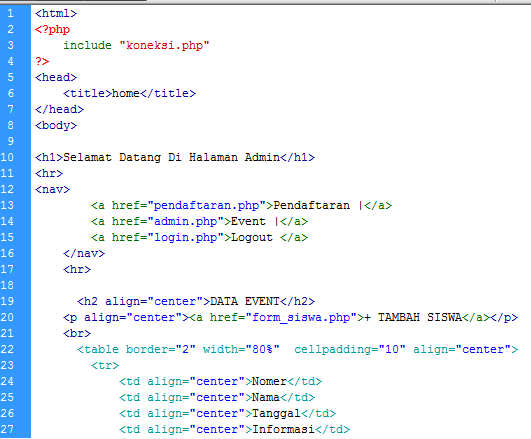 1 <html>
2 <?php
3     include "koneksi.php"
4 ?>
5 <head>
6     <title>home</title>
7 </head>
8 <body>
9
10 <h1>Selamat Datang Di Halaman Admin</h1>
11 <hr>
12 <nav>
13         <a href="pendaftaran.php">Pendaftaran |</a>
14         <a href="admin.php">Event |</a>
15         <a href="login.php">Logout </a>
16     </nav>
17     <hr>
18
19       <h2 align="center">DATA EVENT</h2>
20     <p align="center"><a href="form_siswa.php">+ TAMBAH SISWA</a></p>
21     <br>
22       <table border="2" width="80%"  cellpadding="10" align="center">
23         <tr>
24             <td align="center">Nomer</td>
25             <td align="center">Nama</td>
26             <td align="center">Tanggal</td>
27             <td align="center">Informasi</td>